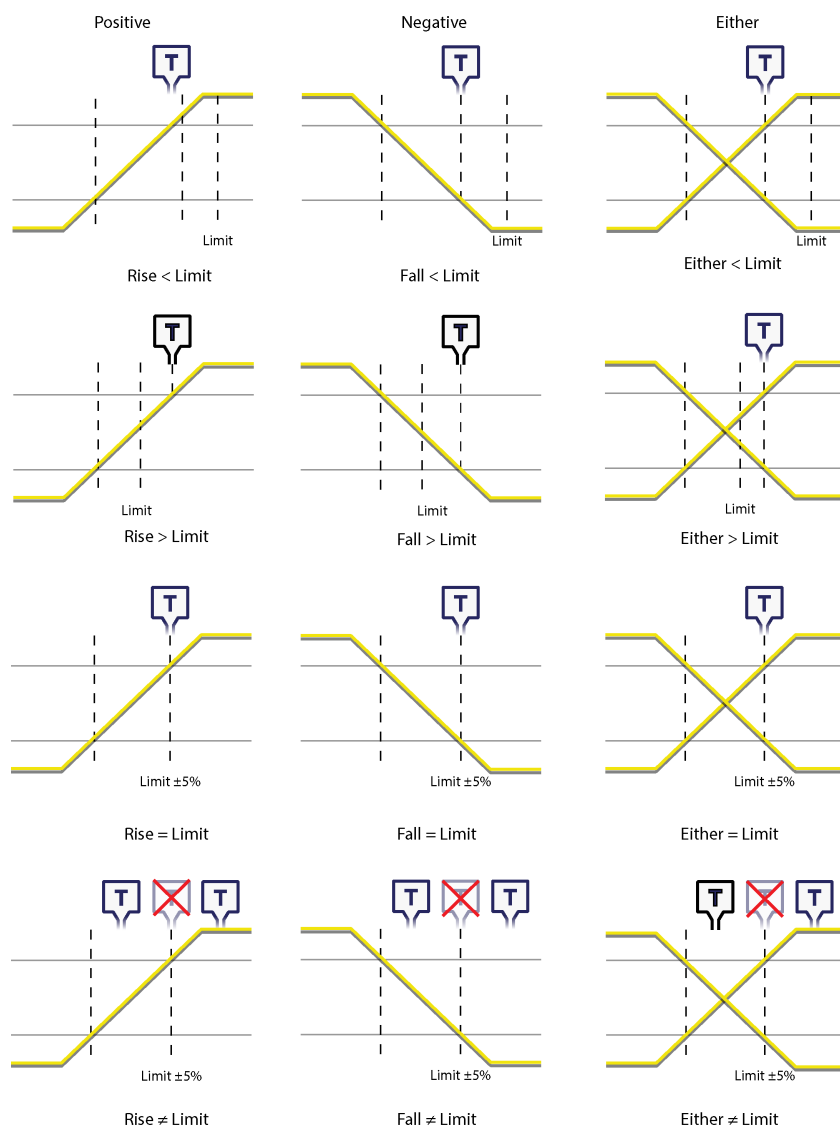 Positive Negative Either
T T T
Limit Limit Limit
Rise < Limit Fall < Limit Either < Limit
T T T
Limit Limit Limit
Rise > Limit Fall > Limit Either > Limit
T T T
Limit ±5% Limit ±5% Limit ±5%
Rise = Limit Fall = Limit Either = Limit
T T T T T T T T T
Limit ±5% Limit ±5% Limit ±5%
Rise ≠ Limit Fall ≠ Limit Either ≠ Limit